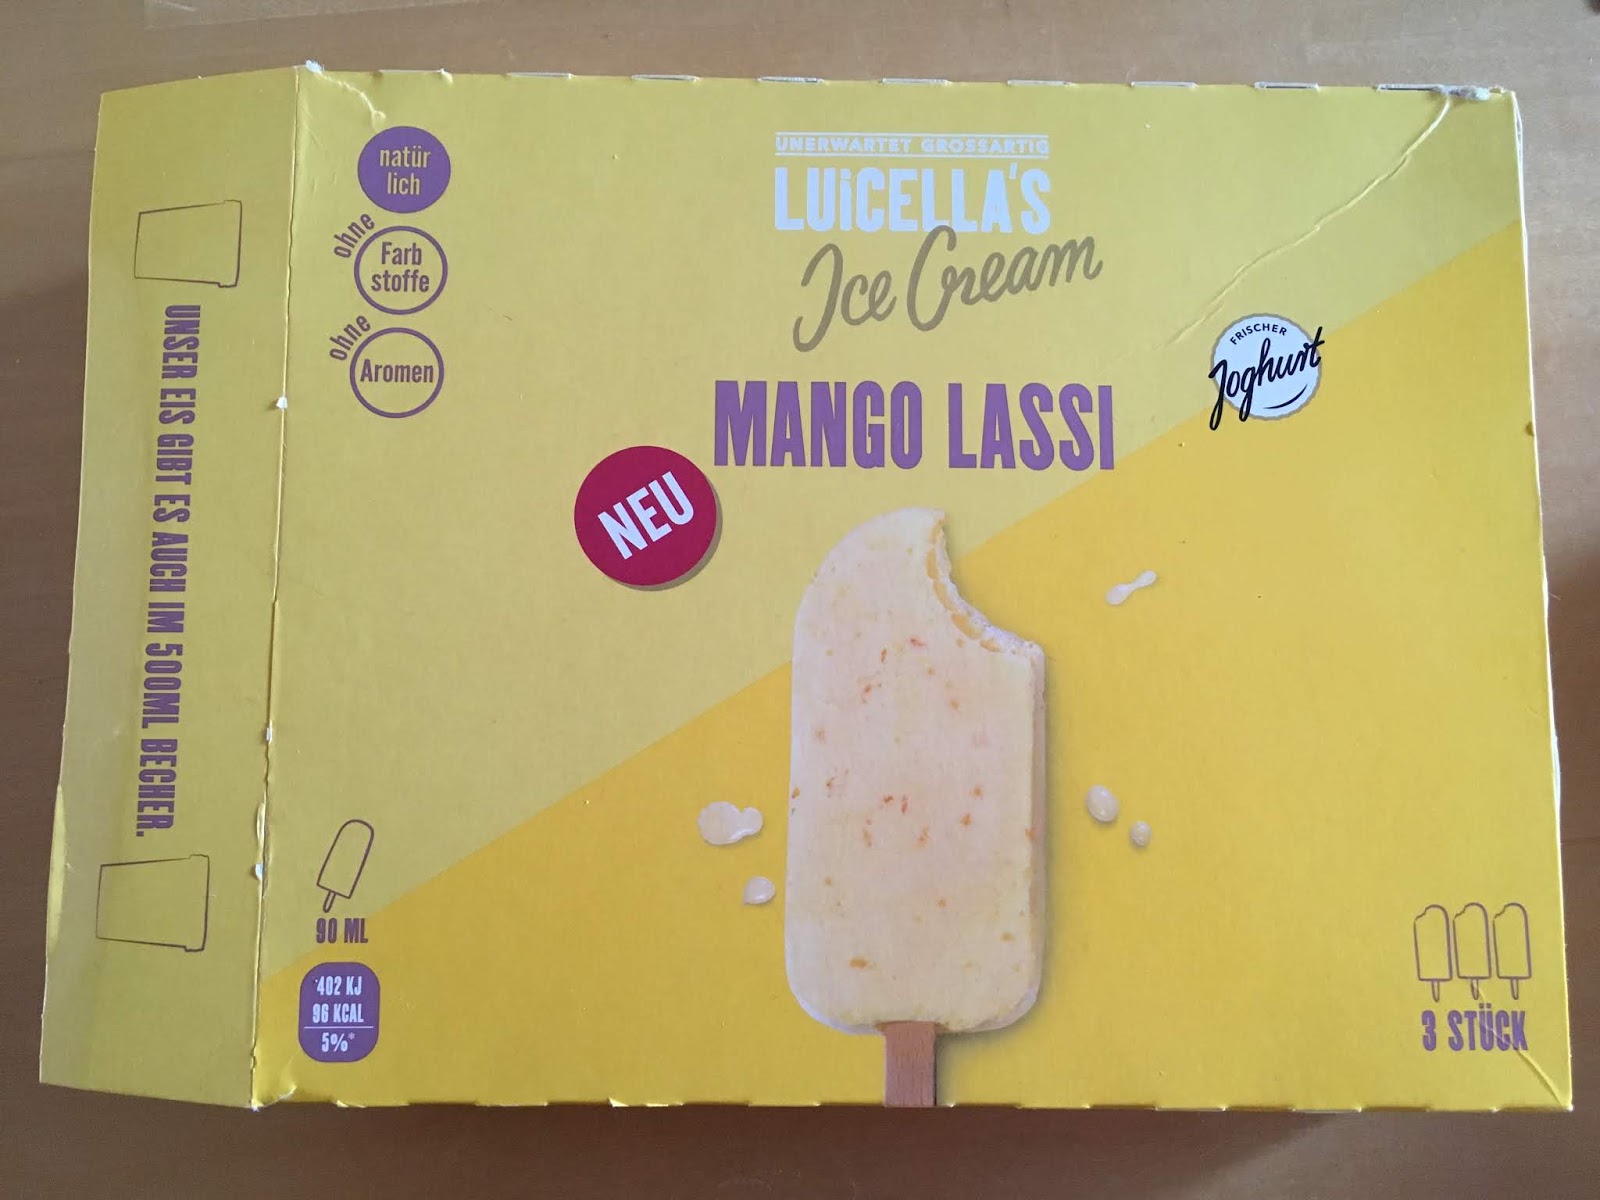 UNSER EIS GIBT ES AUCH IM 500ML BECHER.
natür
lich
ohne
Farb
stoffe
ohne
Aromen
UNERWARTET GROSSARTIG
LUiCELLA'S
Ice Cream
FRISCHER
Joghurt
MANGO LASSI
NEU
90 ML
402 KJ
96 KCAL
5%*
3 STÜCK